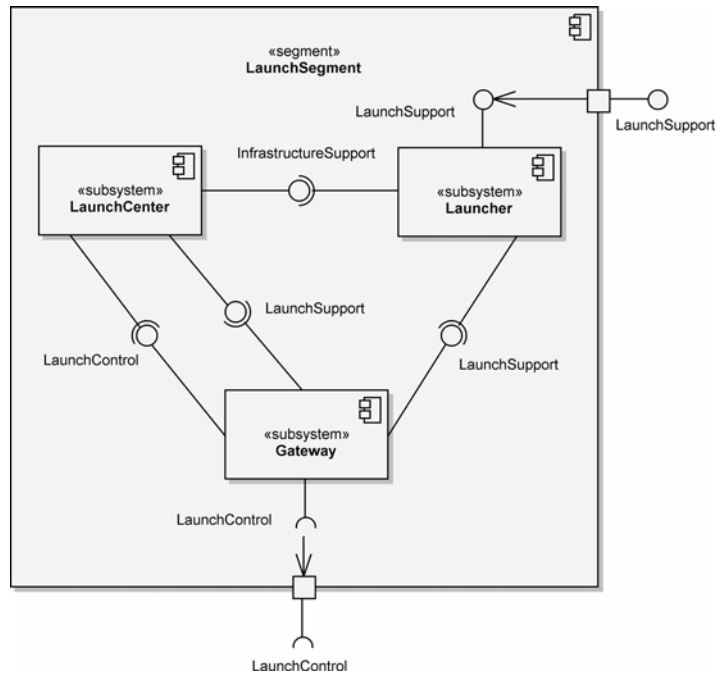 «segment»
LaunchSegment
LaunchSupport
LaunchSupport
InfrastructureSupport
«subsystem»
LaunchCenter
«subsystem»
Launcher
LaunchSupport
LaunchControl
LaunchSupport
«subsystem»
Gateway
LaunchControl
LaunchControl